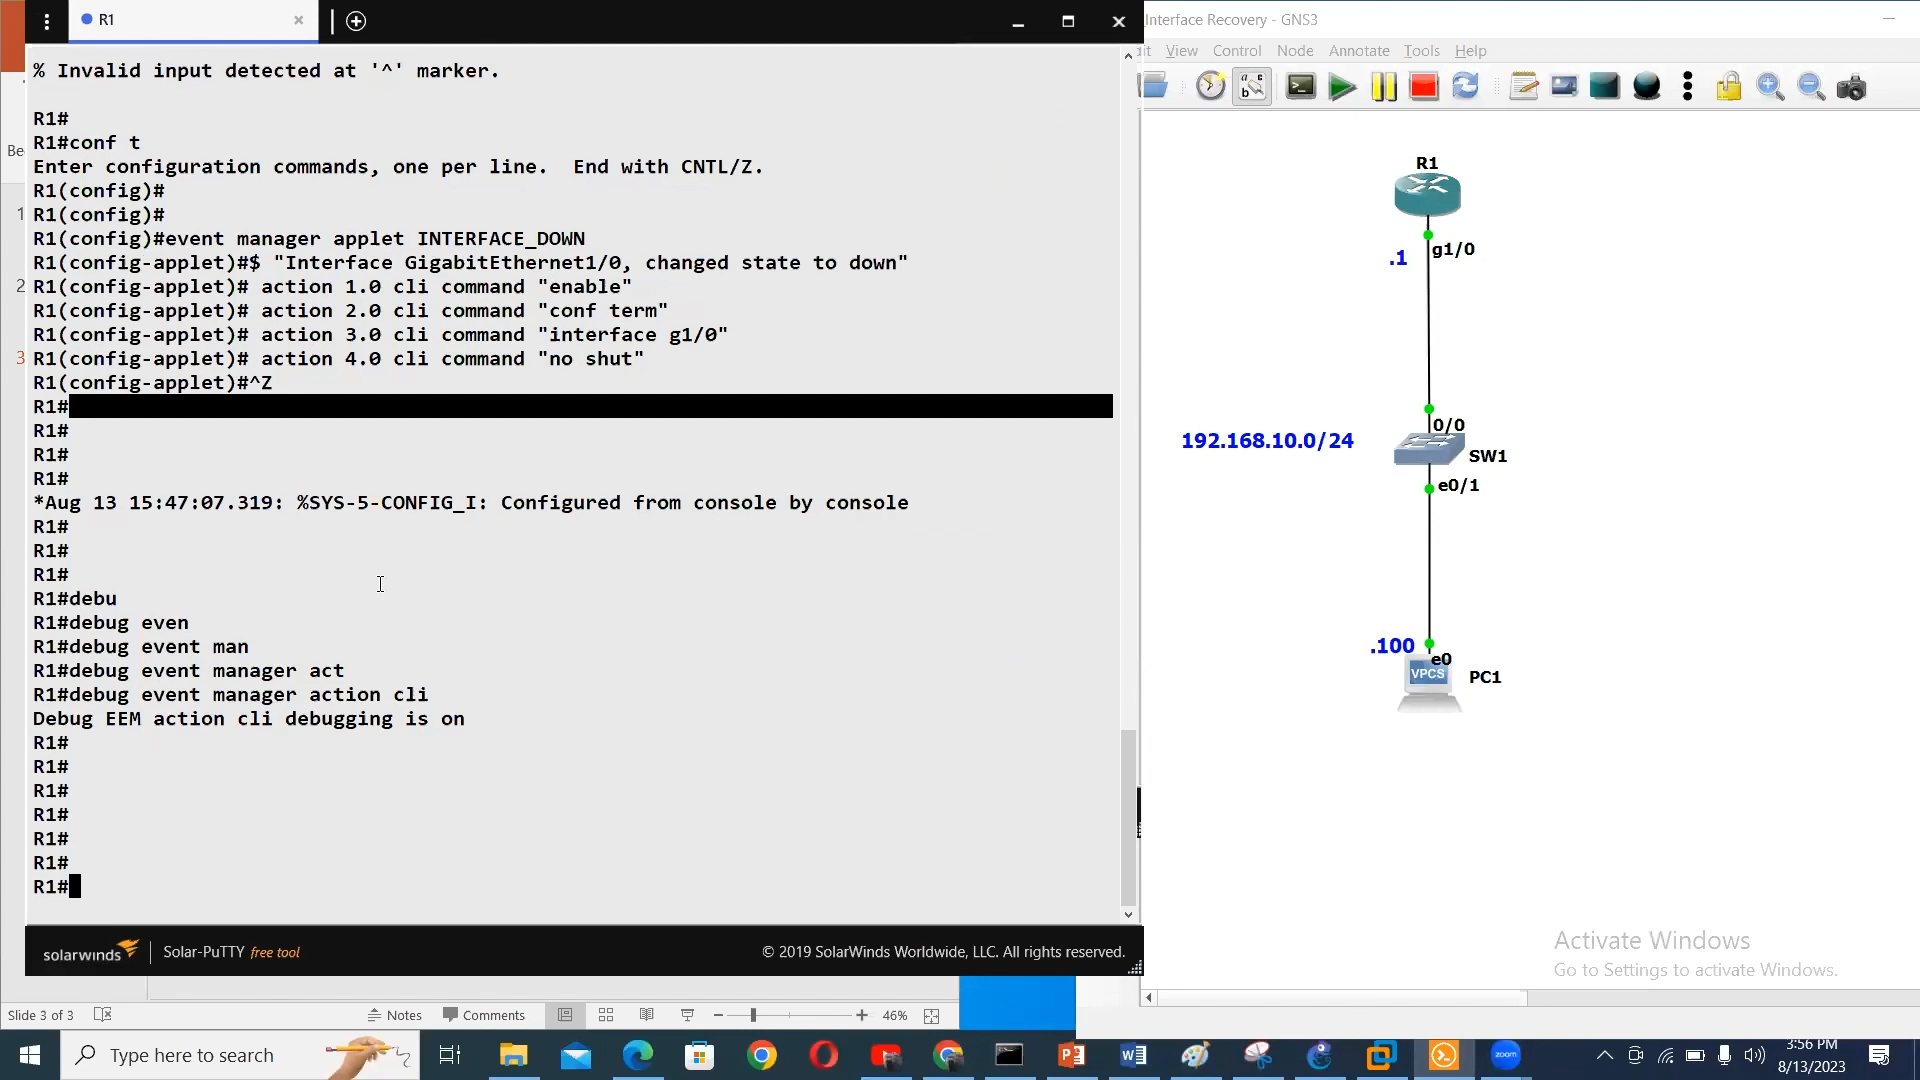 R1
% Invalid input detected at '^' marker.
R1#
R1#conf t
Enter configuration commands, one per line.  End with CNTL/Z.
R1(config)#
R1(config)#
R1(config)#event manager applet INTERFACE_DOWN
R1(config-applet)#$ "Interface GigabitEthernet1/0, changed state to down"
R1(config-applet)# action 1.0 cli command "enable"
R1(config-applet)# action 2.0 cli command "conf term"
R1(config-applet)# action 3.0 cli command "interface g1/0"
R1(config-applet)# action 4.0 cli command "no shut"
R1(config-applet)#^Z
R1#
R1#
R1#
R1#
*Aug 13 15:47:07.319: %SYS-5-CONFIG_I: Configured from console by console
R1#
R1#
R1#
R1#debu
R1#debug even
R1#debug event man
R1#debug event manager act
R1#debug event manager action cli
Debug EEM action cli debugging is on
R1#
R1#
R1#
R1#
R1#
R1#
R1#
solarwinds Solar-PuTTY free tool © 2019 SolarWinds Worldwide, LLC. All rights reserved.
1
2
3
Interface Recovery - GNS3
View Control Node Annotate Tools Help
R1
g1/0
.1
0/0
192.168.10.0/24
SW1
e0/1
.100
e0
VPCS
PC1
Activate Windows
Go to Settings to activate Windows.
Slide 3 of 3 Notes Comments 46%
Type here to search
zoom
3:56 PM
8/13/2023